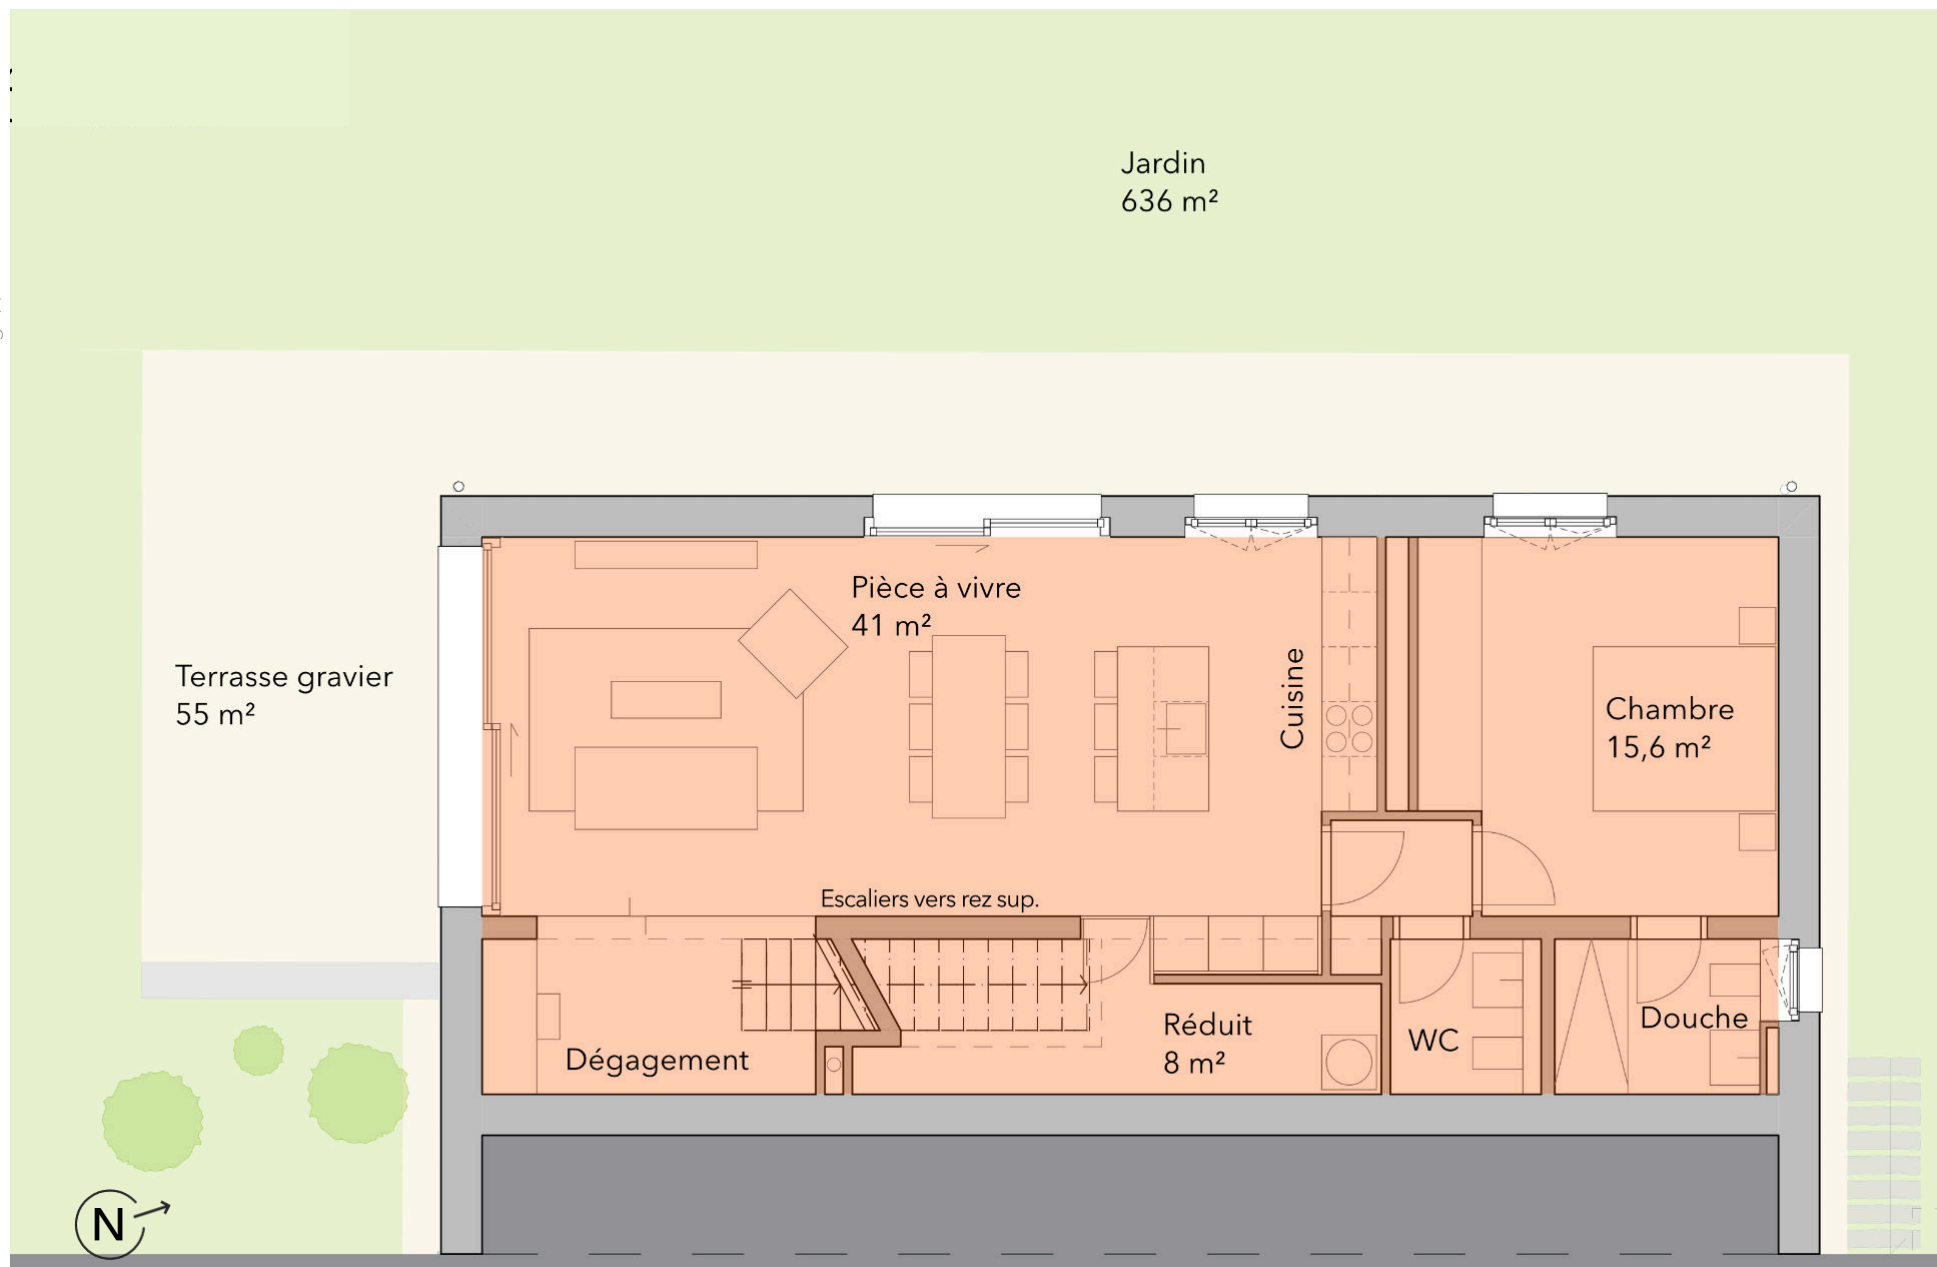 Jardin
636 m²
Pièce à vivre
41 m²
Cuisine
Terrasse gravier
55 m²
Chambre
15,6 m²
Escaliers vers rez sup.
Dégagement
Réduit
8 m²
WC
Douche
N